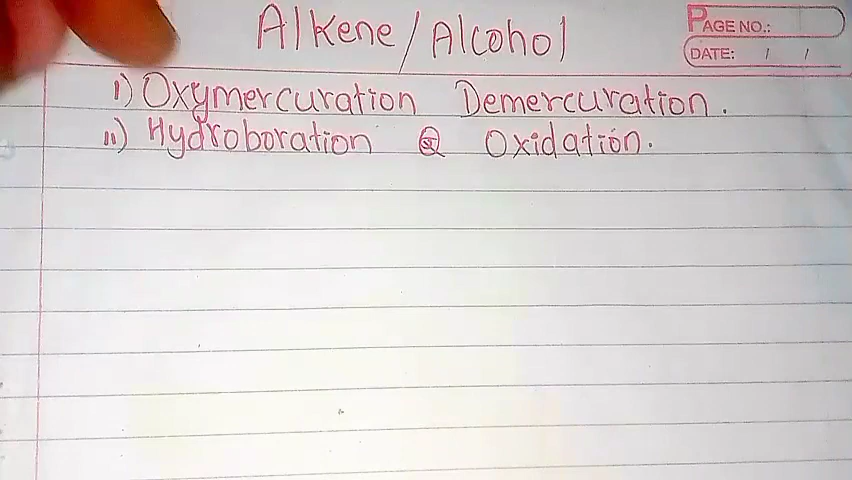 Alkene/Alcohol
PAGE NO.:
DATE: / /
i) Oxymercuration Demercuration.
ii) Hydroboration Oxidation.